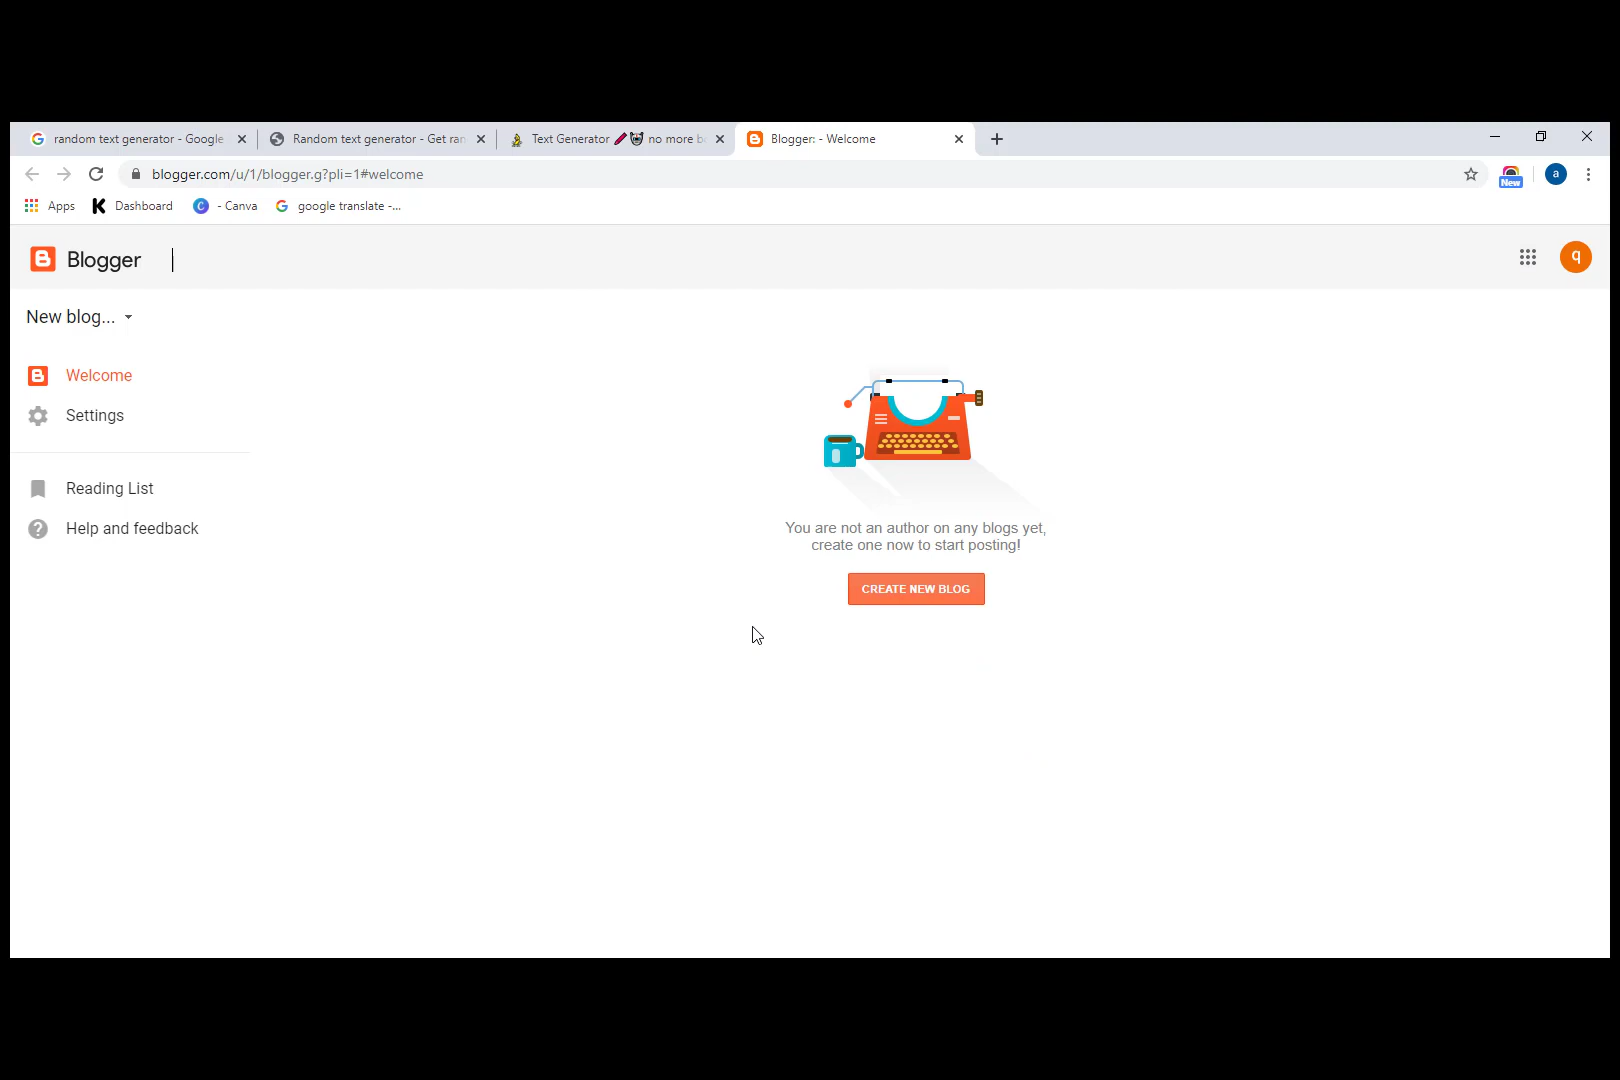 random text generator - Google
Random text generator - Get ran
Text Generator 🖍🐼 no more bo
Blogger: - Welcome
blogger.com/u/1/blogger.g?pli=1#welcome
New
a
Apps
Dashboard
- Canva
google translate -...
Blogger
q
New blog...
Welcome
Settings
Reading List
Help and feedback
You are not an author on any blogs yet,
create one now to start posting!
CREATE NEW BLOG